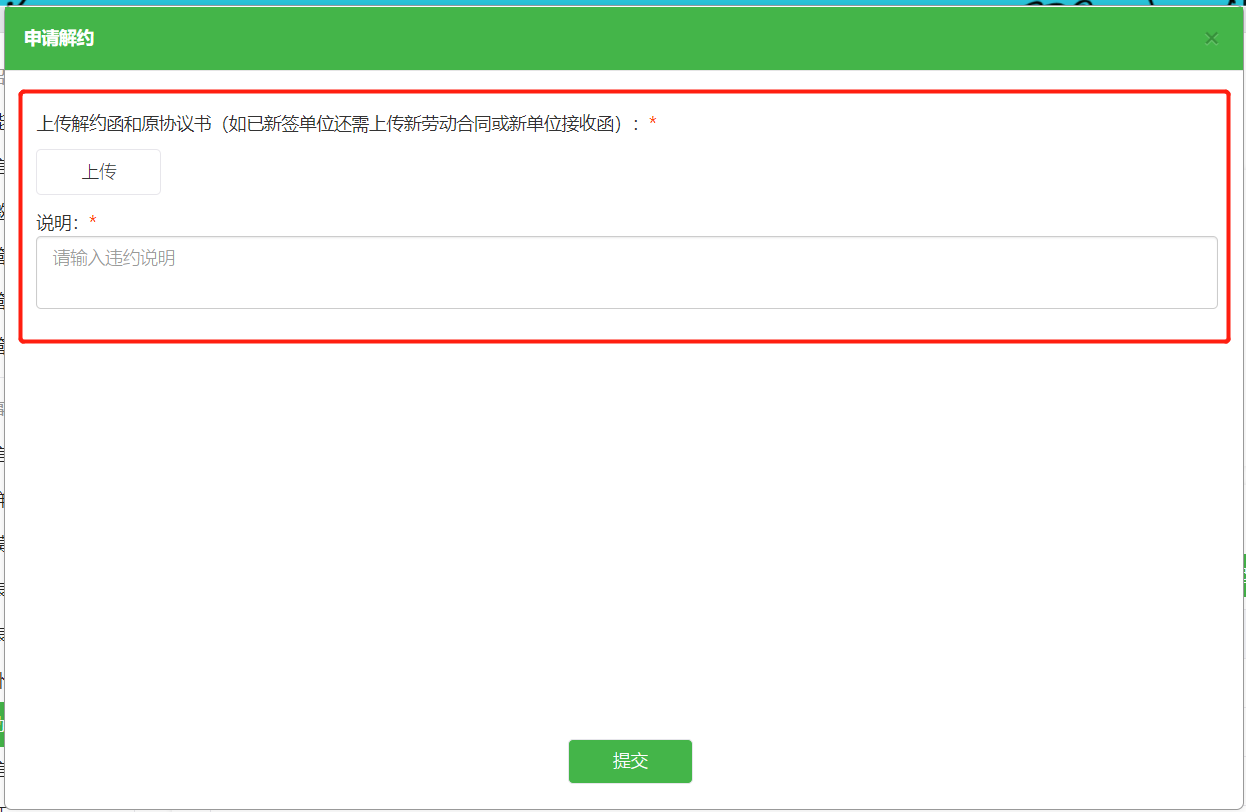 申请解约
×
上传解约函和原协议书（如已新签单位还需上传新劳动合同或新单位接收函）：*
上传
说明：*
请输入违约说明
提交